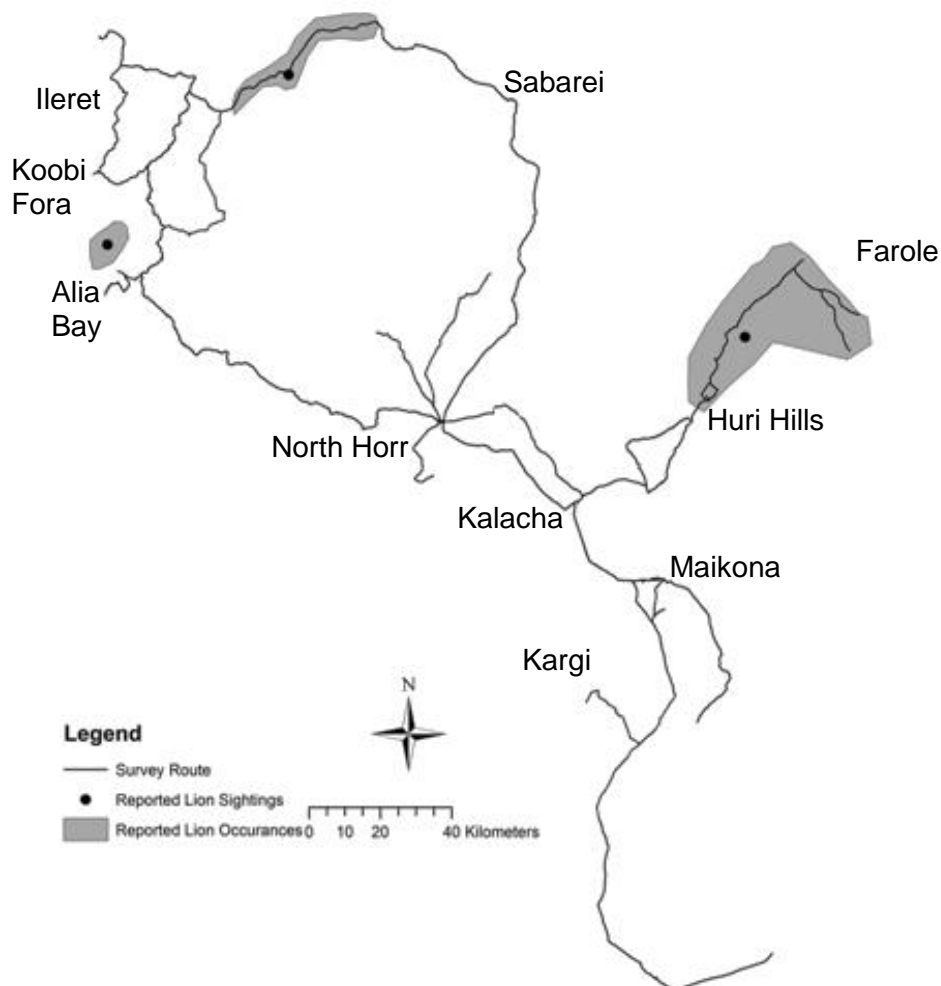 Sabarei
Ileret
Koobi
Fora
Farole
Alia
Bay
Huri Hills
North Horr
Kalacha
Maikona
Kargi
N
Legend
Survey Route
Reported Lion Sightings
Reported Lion Occurances
0 10 20 40 Kilometers